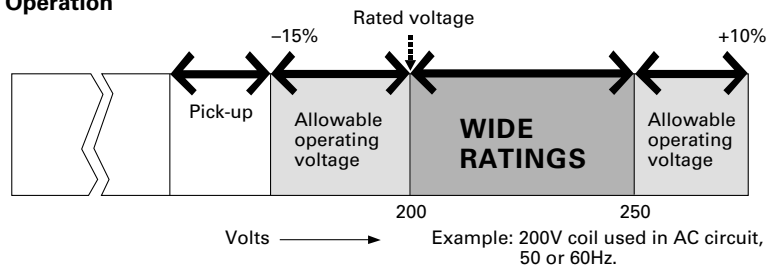 Operation
Rated voltage
–15%
+10%
Pick-up
Allowable
operating
voltage
WIDE
RATINGS
Allowable
operating
voltage
200
250
Volts
Example: 200V coil used in AC circuit,
50 or 60Hz.